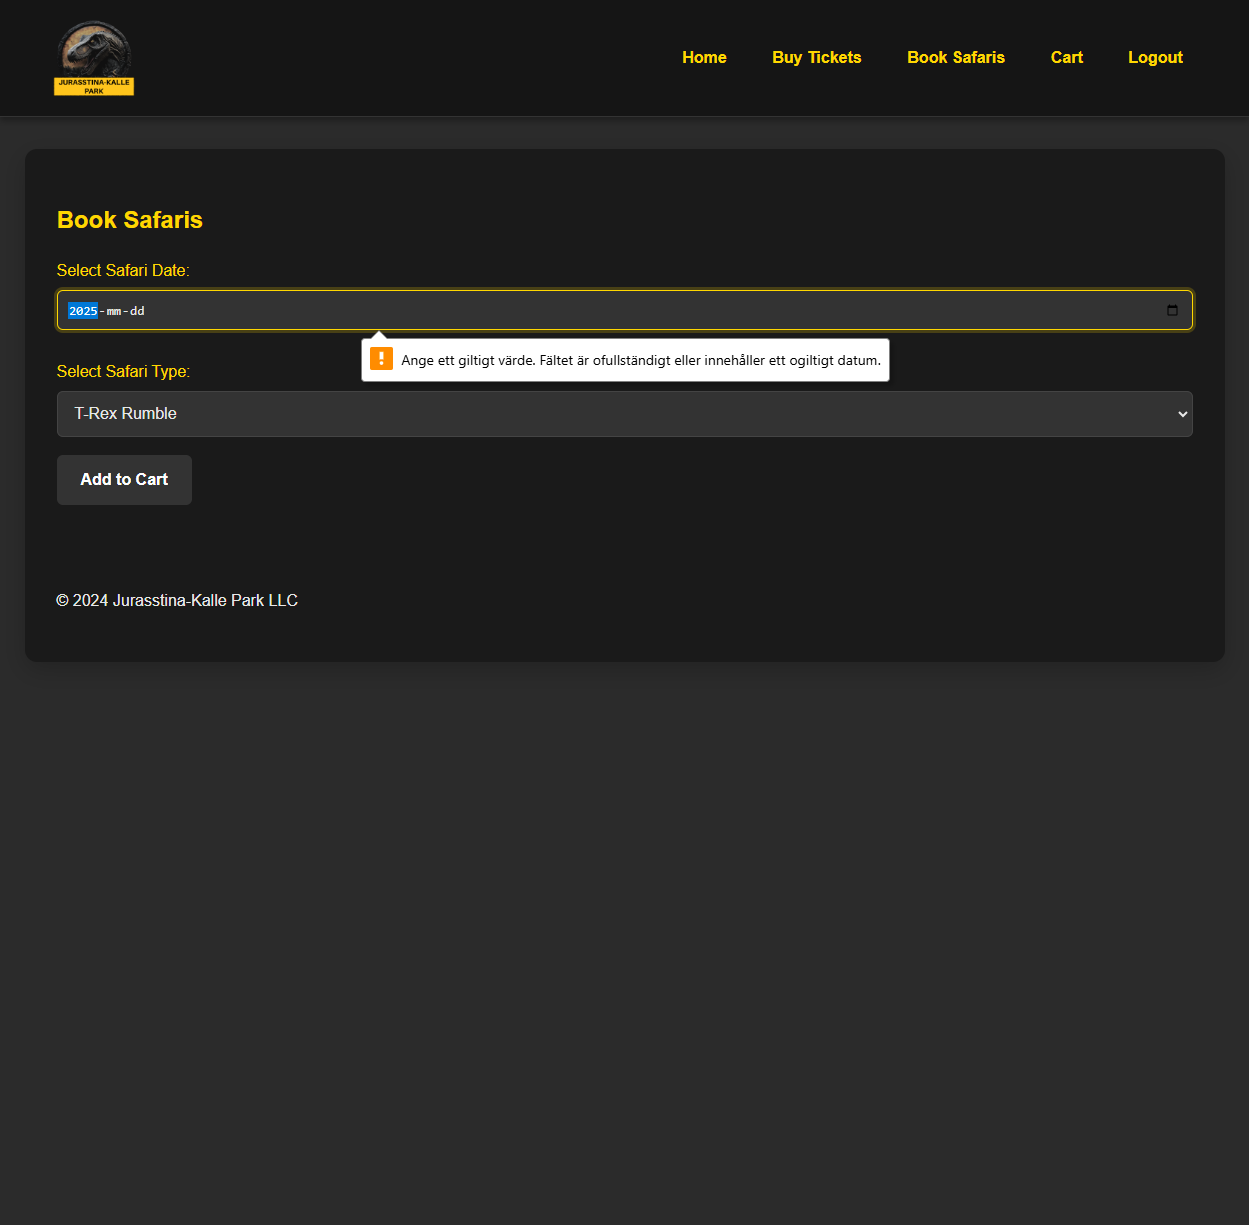 JURASSTINA-KALLE
PARK
Home
Buy Tickets
Book Safaris
Cart
Logout
Book Safaris
Select Safari Date:
2025-mm-dd
Ange ett giltigt värde. Fältet är ofullständigt eller innehåller ett ogiltigt datum.
Select Safari Type:
T-Rex Rumble
Add to Cart
© 2024 Jurasstina-Kalle Park LLC